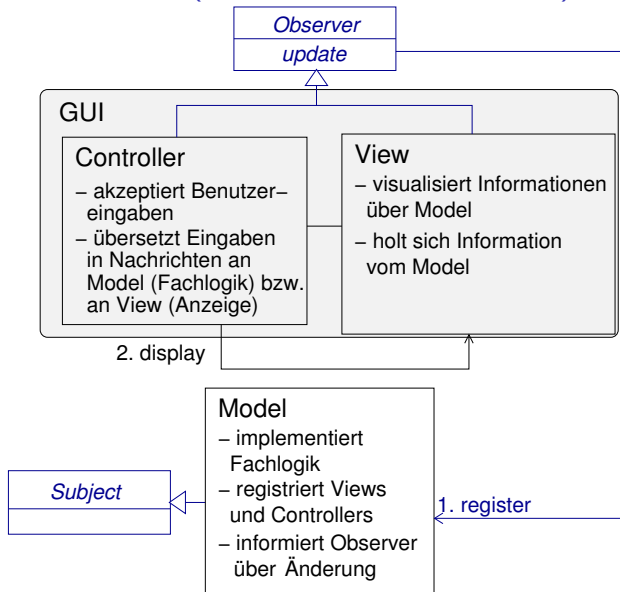 Observer
update
GUI
Controller
– akzeptiert Benutzer–
eingaben
– übersetzt Eingaben
in Nachrichten an
Model (Fachlogik) bzw.
an View (Anzeige)
View
– visualisiert Informationen
über Model
– holt sich Information
vom Model
2. display
Model
– implementiert
Fachlogik
– registriert Views
und Controllers
– informiert Observer
über Änderung
Subject
1. register